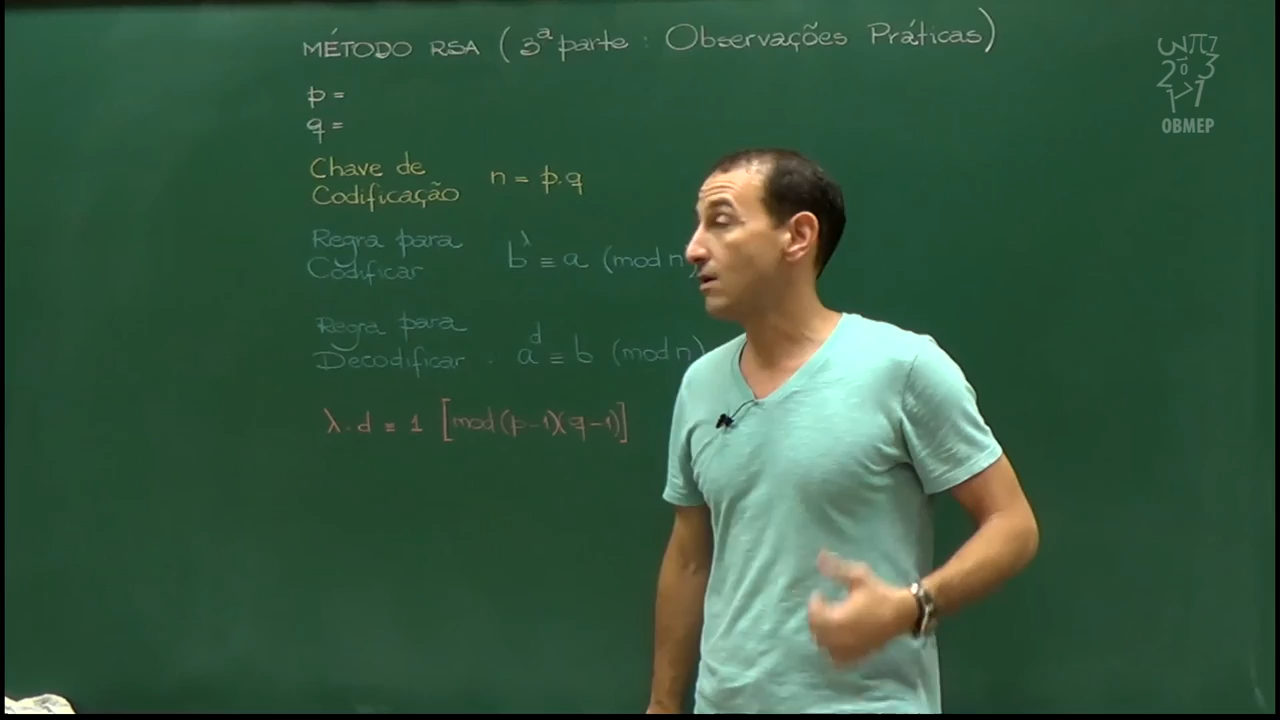 MÉTODO RSA (3ª parte: Observações Práticas)
p =
q =
Chave de
Codificação n = p.q
Regra para
Codificar b^λ ≡ a (mod n)
Regra para
Decodificar . a^d ≡ b (mod n)
λ.d ≡ 1 [mod (p-1)(q-1)]
OBMEP